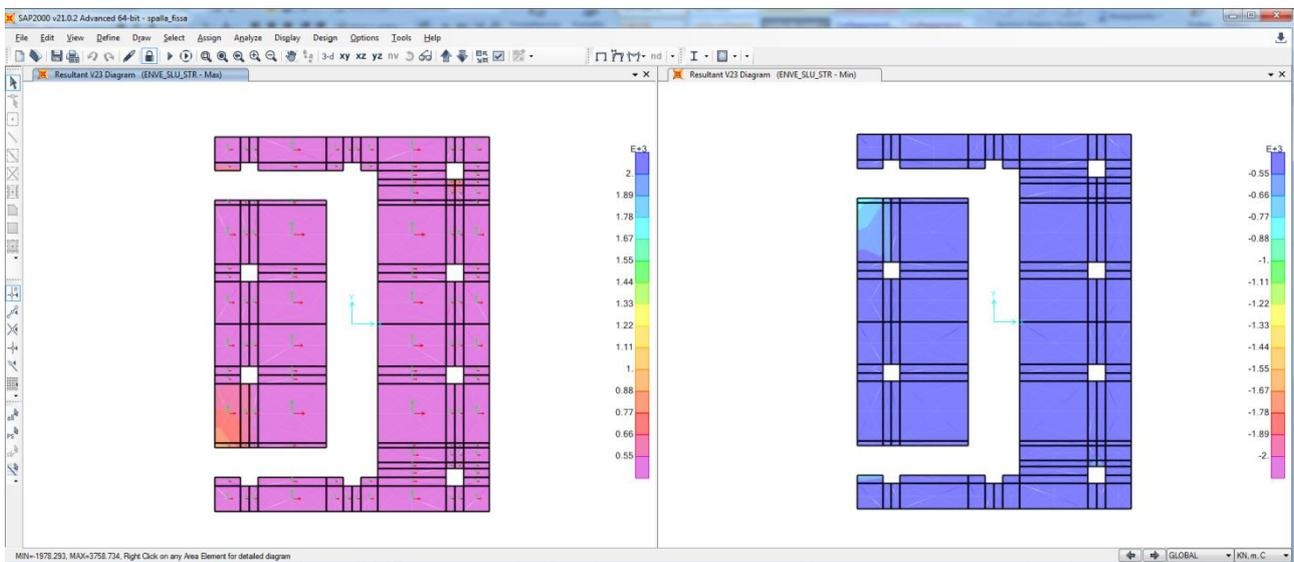 SAP2000 v21.0.2 Advanced 64-bit - spalla_fissa
File Edit View Define Draw Select Assign Analyze Display Design Options Tools Help
3-d xy xz yz nv
nd
Resultant V23 Diagram (ENVE_SLU_STR - Max)
Resultant V23 Diagram (ENVE_SLU_STR - Min)
E+3
2.
1.89
1.78
1.67
1.55
1.44
1.33
1.22
1.11
1.
0.88
0.77
0.66
0.55
Y
E+3
-0.55
-0.66
-0.77
-0.88
-1.
-1.11
-1.22
-1.33
-1.44
-1.55
-1.67
-1.78
-1.89
-2.
Y
all
PS
clr
MIN=-1978.293, MAX=3758.734, Right Click on any Area Element for detailed diagram
GLOBAL
KN, m, C